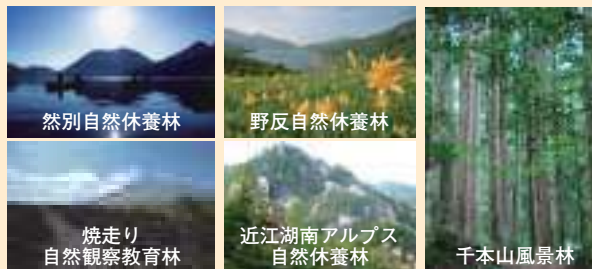 然別自然休養林
野反自然休養林
焼走り
自然観察教育林
近江湖南アルプス
自然休養林
千本山風景林